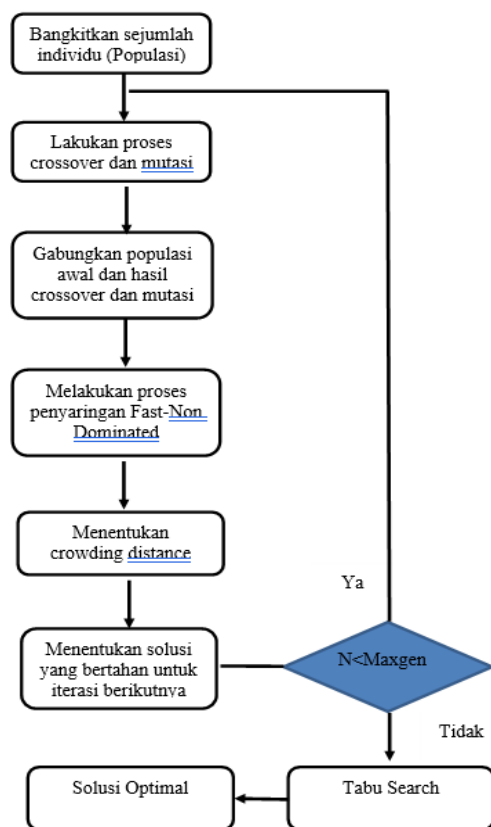 Bangkitkan sejumlah
individu (Populasi)
Lakukan proses
crossover dan mutasi
Gabungkan populasi
awal dan hasil
crossover dan mutasi
Melakukan proses
penyaringan Fast-Non
Dominated
Menentukan
crowding distance
Menentukan solusi
yang bertahan untuk
iterasi berikutnya
Ya
N<Maxgen
Tidak
Tabu Search
Solusi Optimal